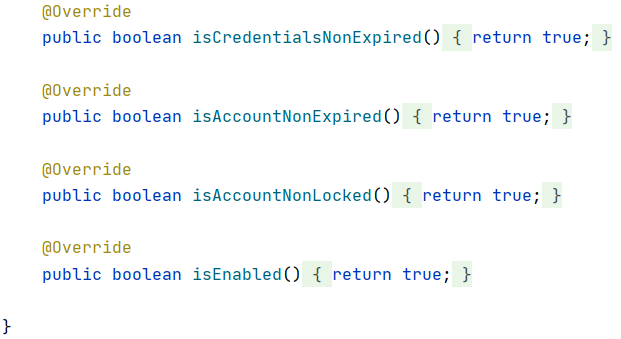 @Override
public boolean isCredentialsNonExpired() { return true; }
@Override
public boolean isAccountNonExpired() { return true; }
@Override
public boolean isAccountNonLocked() { return true; }
@Override
public boolean isEnabled() { return true; }
}